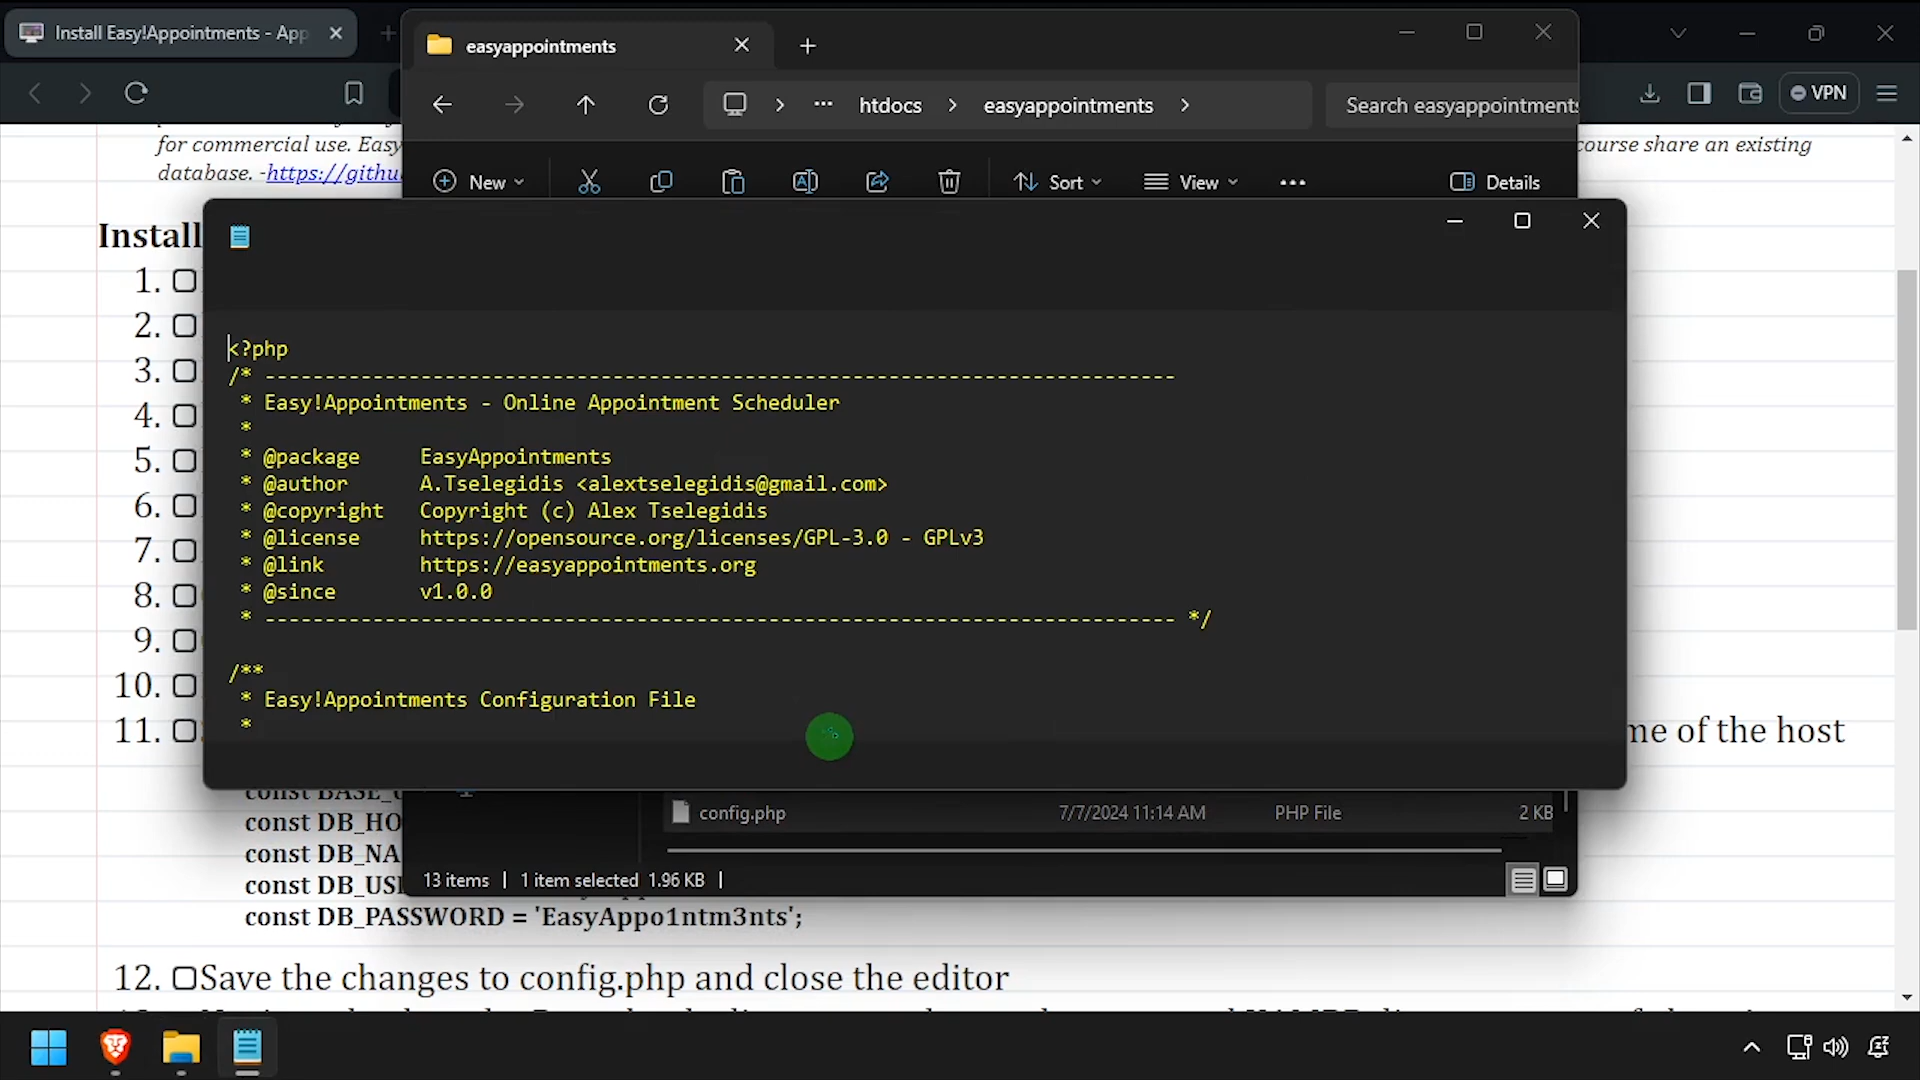 Install Easy!Appointments - App
easyappointments
VPN
htdocs
easyappointments
Search easyappointments
New
Sort
View
Details
for commercial use. Easy
course share an existing
database. -https://githu
Install
1.
2.
3.
4.
5.
6.
7.
8.
9.
10.
11.
me of the host
<?php
/* ----------------------------------------------------------------------------
* Easy!Appointments - Online Appointment Scheduler
*
* @package EasyAppointments
* @author A.Tselegidis <alextselegidis@gmail.com>
* @copyright Copyright (c) Alex Tselegidis
* @license https://opensource.org/licenses/GPL-3.0 - GPLv3
* @link https://easyappointments.org
* @since v1.0.0
* ---------------------------------------------------------------------------- */
/**
* Easy!Appointments Configuration File
*
config.php 7/7/2024 11:14 AM PHP File 2 KB
13 items | 1 item selected 1.96 KB |
const BASE_
const DB_HO
const DB_NA
const DB_US
const DB_PASSWORD = 'EasyAppo1ntm3nts';
12. Save the changes to config.php and close the editor